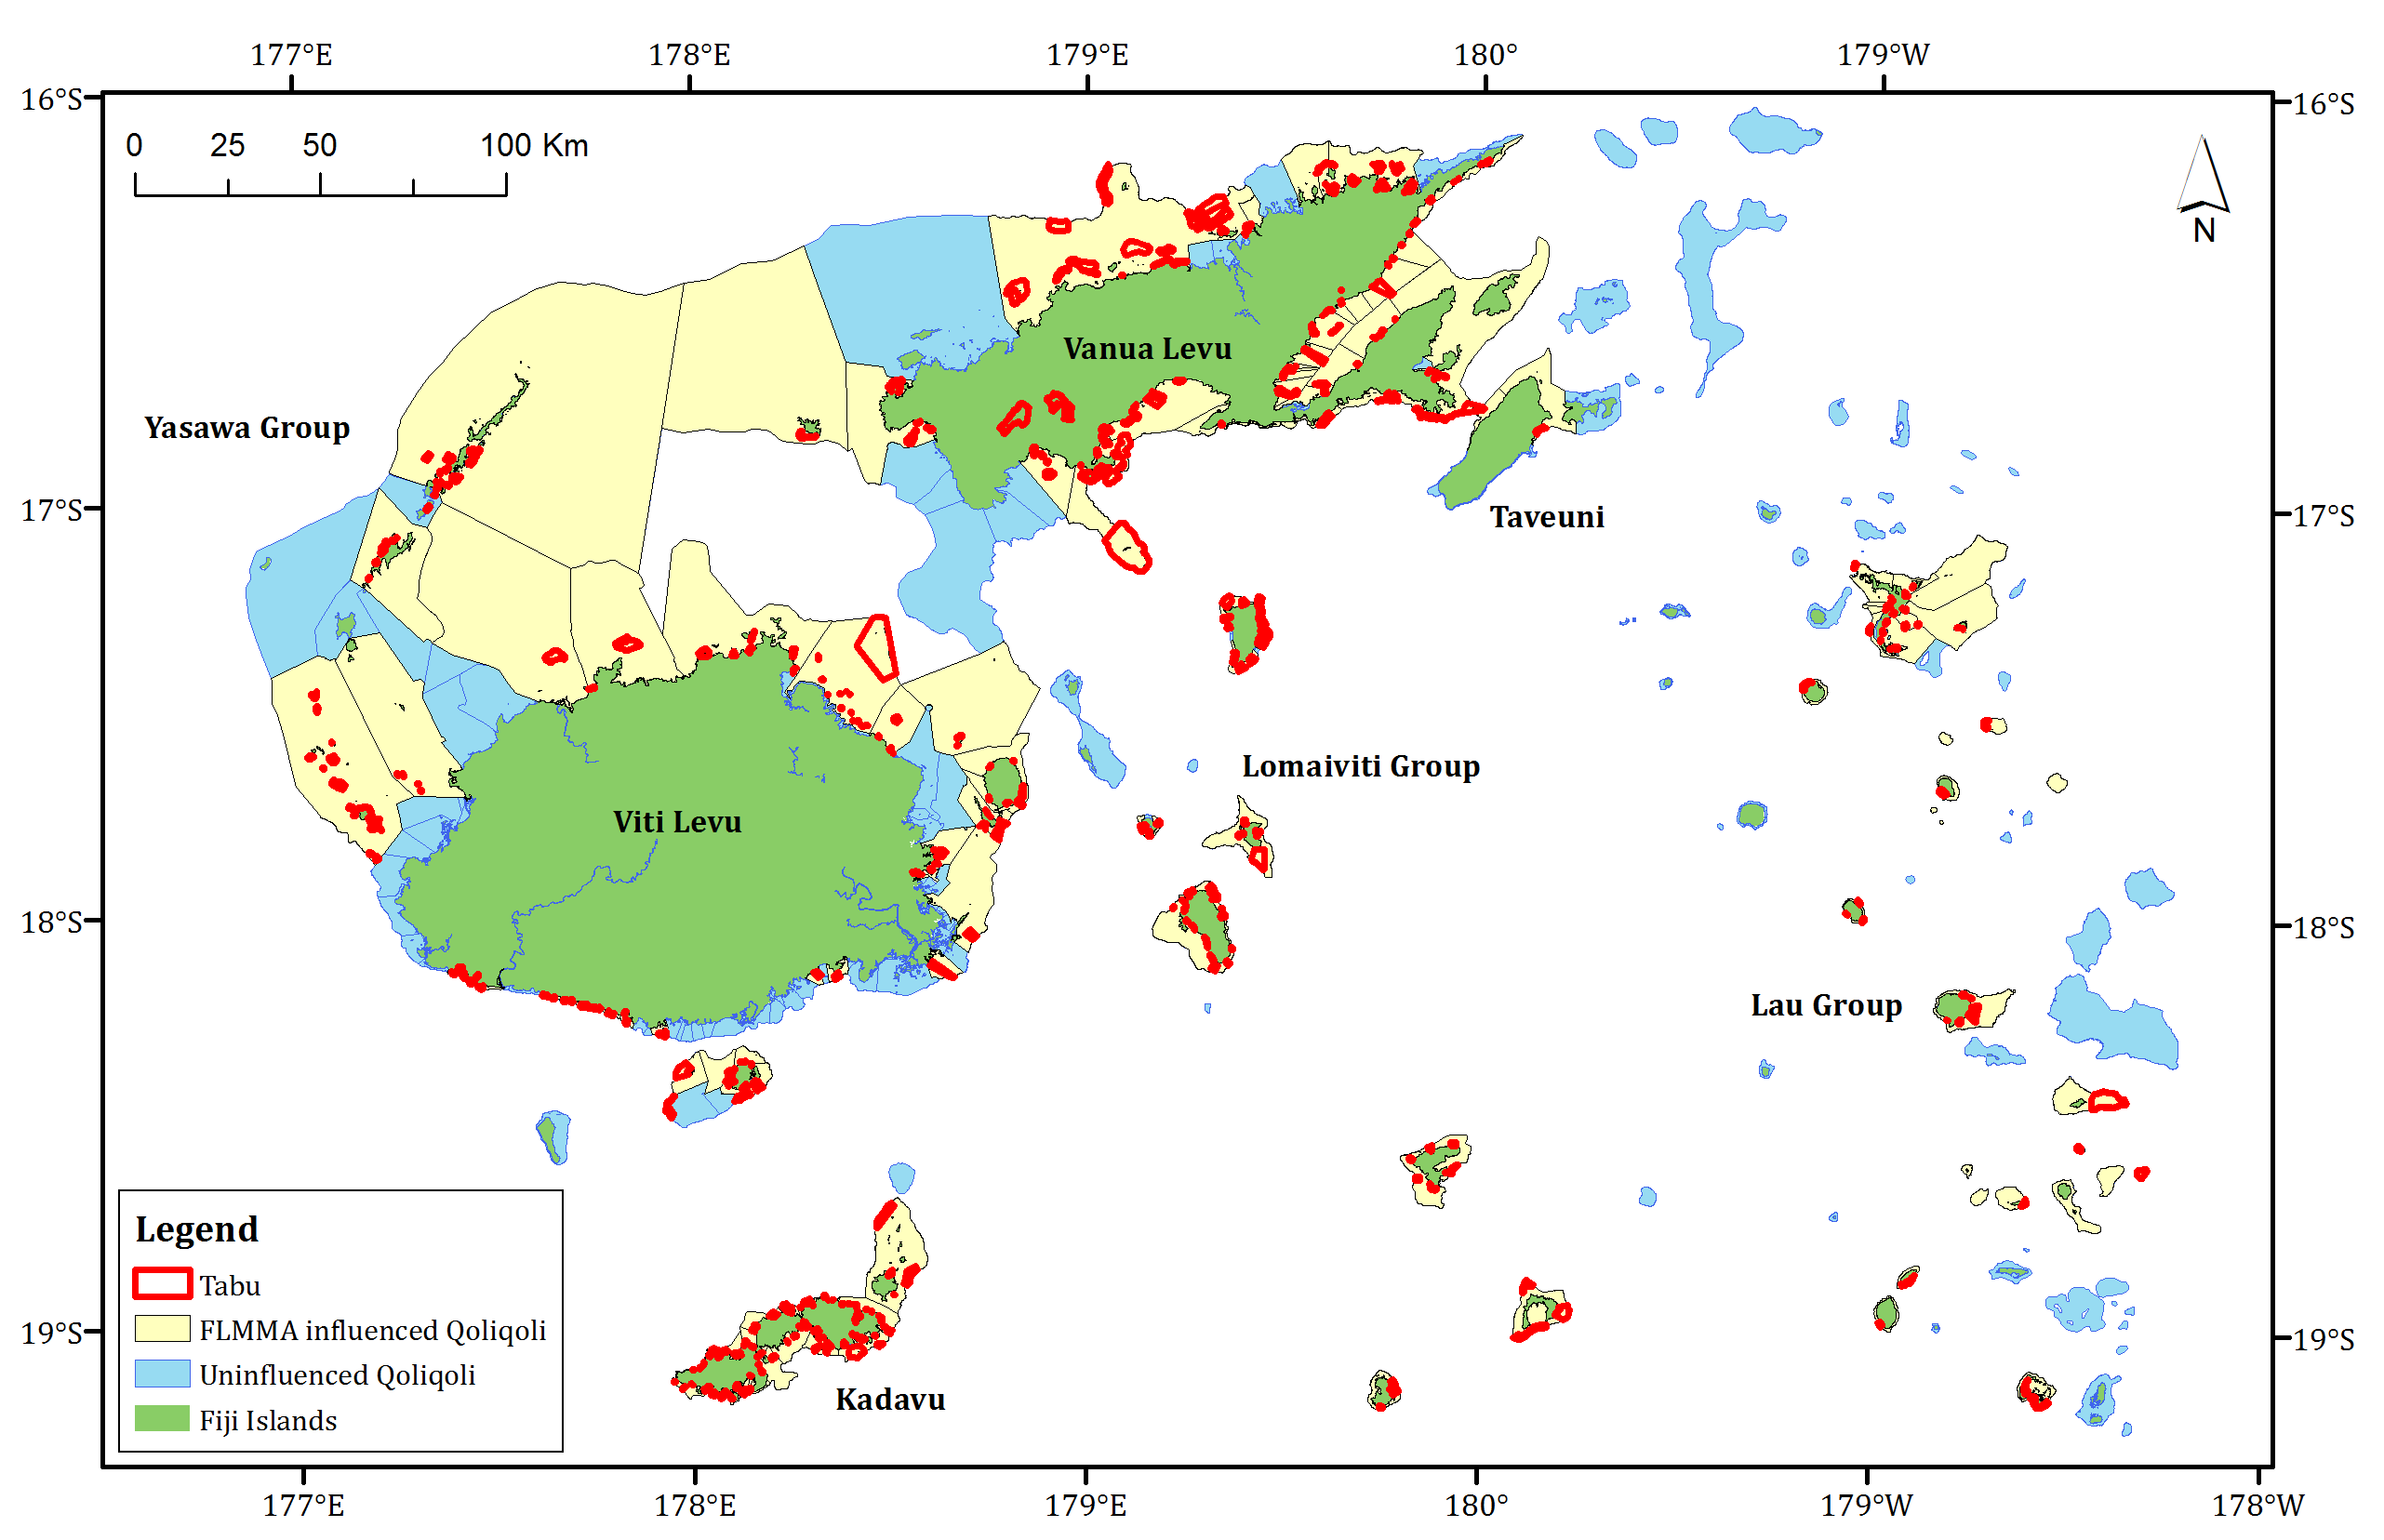 177°E 178°E 179°E 180° 179°W
16°S 16°S
0 25 50 100 Km
N
Vanua Levu
Yasawa Group
17°S Taveuni 17°S
Lomaiviti Group
Viti Levu
18°S 18°S
Lau Group
Legend
Tabu
FLMMA influenced Qoliqoli
19°S 19°S
Uninfluenced Qoliqoli
Kadavu
Fiji Islands
177°E 178°E 179°E 180° 179°W 178°W